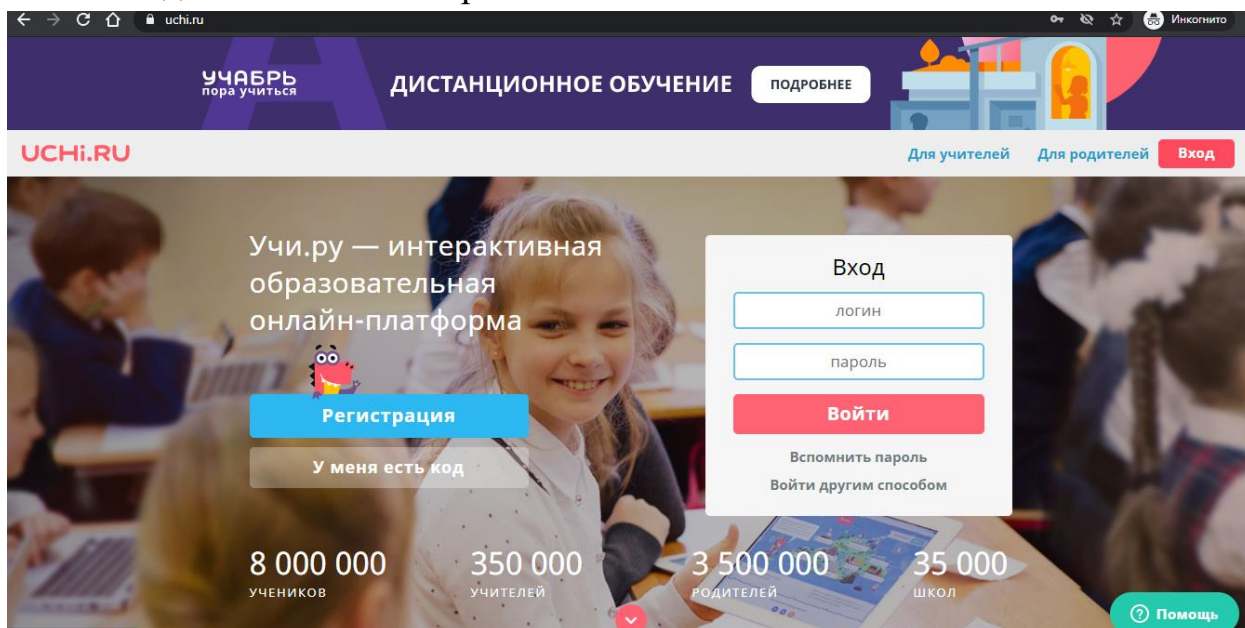 uchi.ru
Инкогнито
УЧАБРЬ
пора учиться
ДИСТАНЦИОННОЕ ОБУЧЕНИЕ
ПОДРОБНЕЕ
UCHi.RU
Для учителей
Для родителей
Вход
Учи.ру — интерактивная
образовательная
онлайн-платформа
Регистрация
У меня есть код
Вход
логин
пароль
Войти
Вспомнить пароль
Войти другим способом
8 000 000
УЧЕНИКОВ
350 000
УЧИТЕЛЕЙ
3 500 000
РОДИТЕЛЕЙ
35 000
ШКОЛ
Помощь